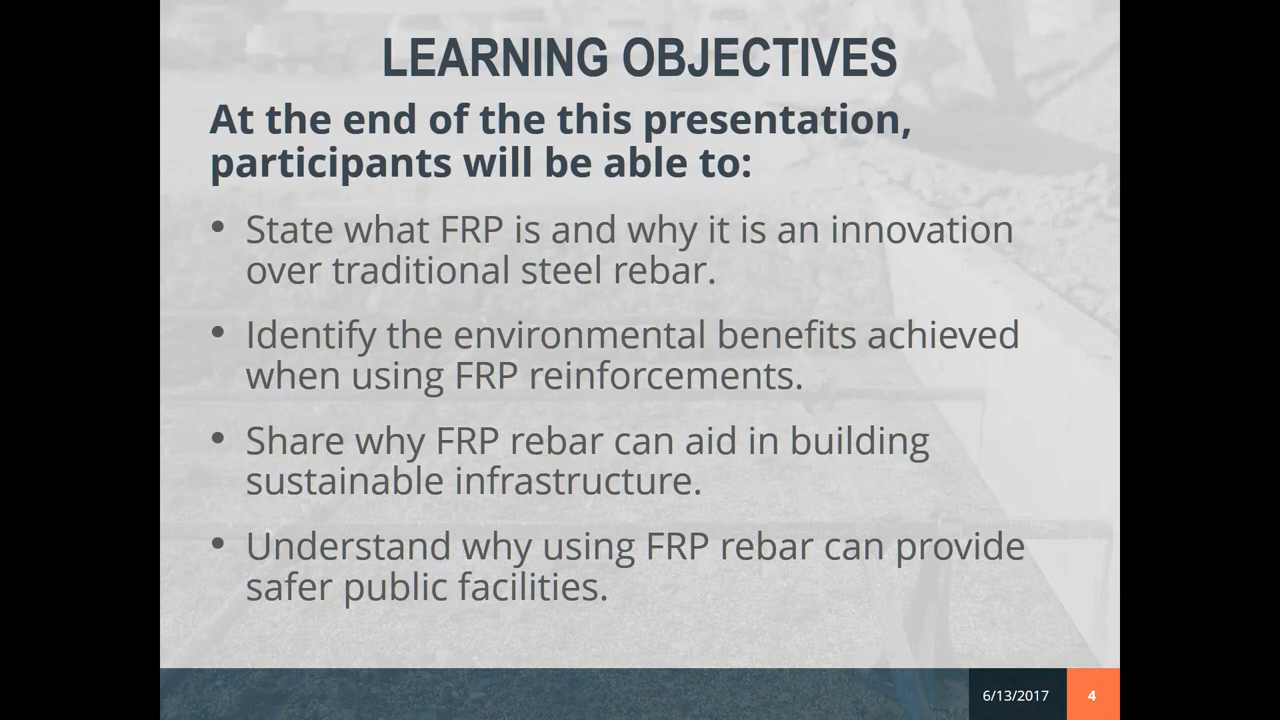 LEARNING OBJECTIVES
At the end of the this presentation,
participants will be able to:
• State what FRP is and why it is an innovation
over traditional steel rebar.
• Identify the environmental benefits achieved
when using FRP reinforcements.
• Share why FRP rebar can aid in building
sustainable infrastructure.
• Understand why using FRP rebar can provide
safer public facilities.
6/13/2017
4